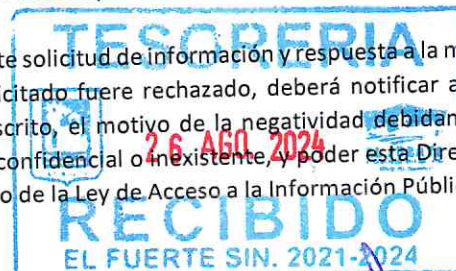 TESORERIA
te solicitud de información y respuesta a la m
icitado fuere rechazado, deberá notificar a
scrito, el motivo de la negatividad debidan
26 AGO. 2024
confidencial o inexistente, y poder esta Dire
o de la Ley de Acceso a la Información Públi
RECIBIDO
EL FUERTE SIN. 2021-2024